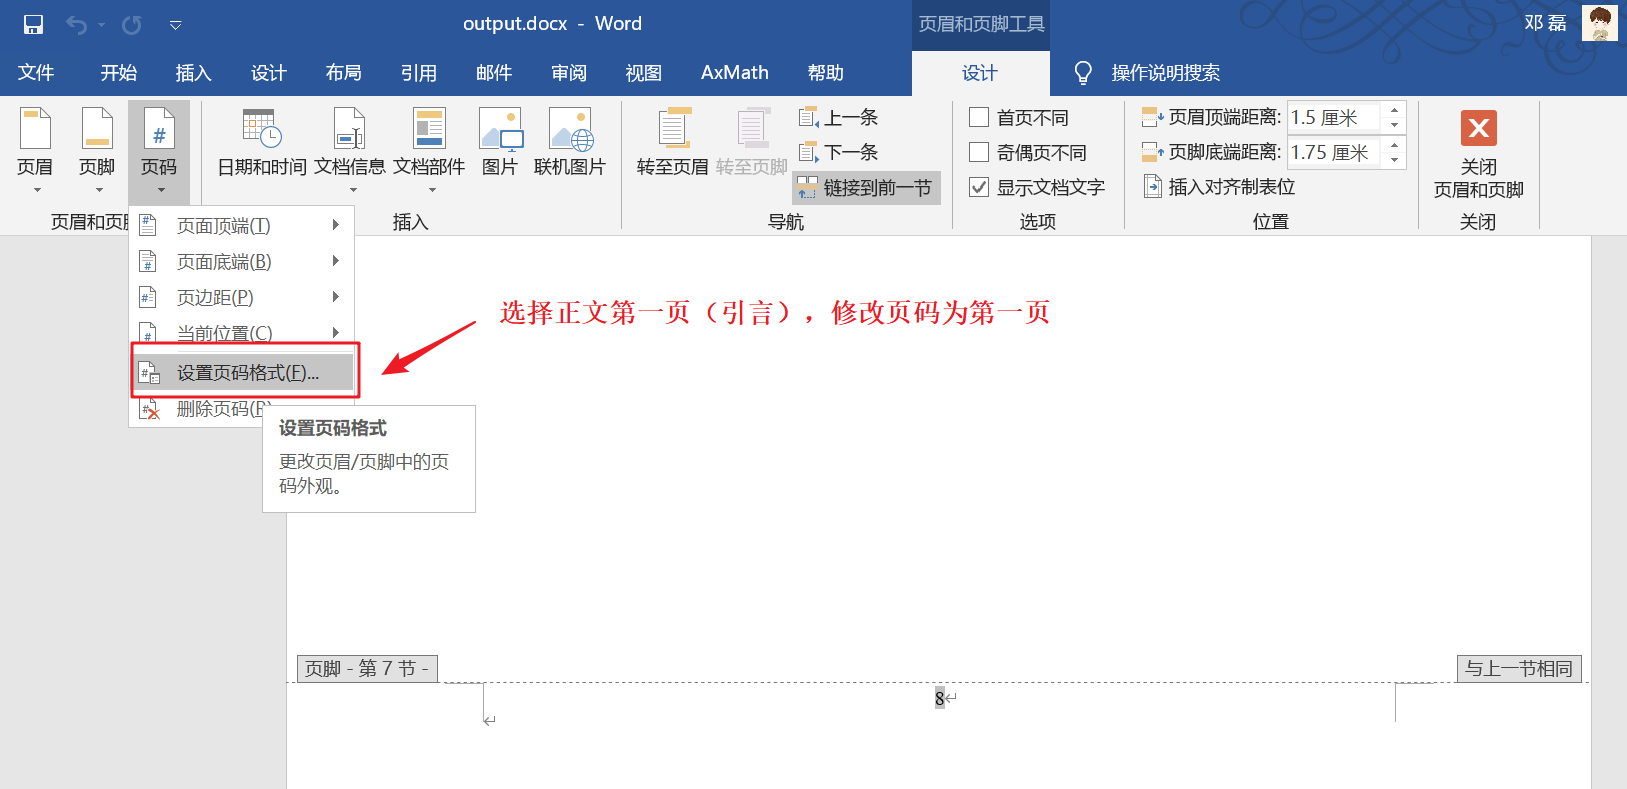 output.docx - Word
页眉和页脚工具
邓 磊
文件 开始 插入 设计 布局 引用 邮件 审阅 视图 AxMath 帮助 设计 操作说明搜索
页眉
页脚
#
页码
日期和时间
文档信息
文档部件
图片
联机图片
转至页眉
转至页脚
上一条
下一条
链接到前一节
首页不同
奇偶页不同
显示文档文字
页眉顶端距离: 1.5 厘米
页脚底端距离: 1.75 厘米
插入对齐制表位
关闭
页眉和页脚
页眉和页脚
插入
导航
选项
位置
关闭
页面顶端(T)
页面底端(B)
页边距(P)
当前位置(C)
设置页码格式(F)...
删除页码(R)
设置页码格式
更改页眉/页脚中的页
码外观。
选择正文第一页（引言），修改页码为第一页
页脚 - 第 7 节 -
与上一节相同
8